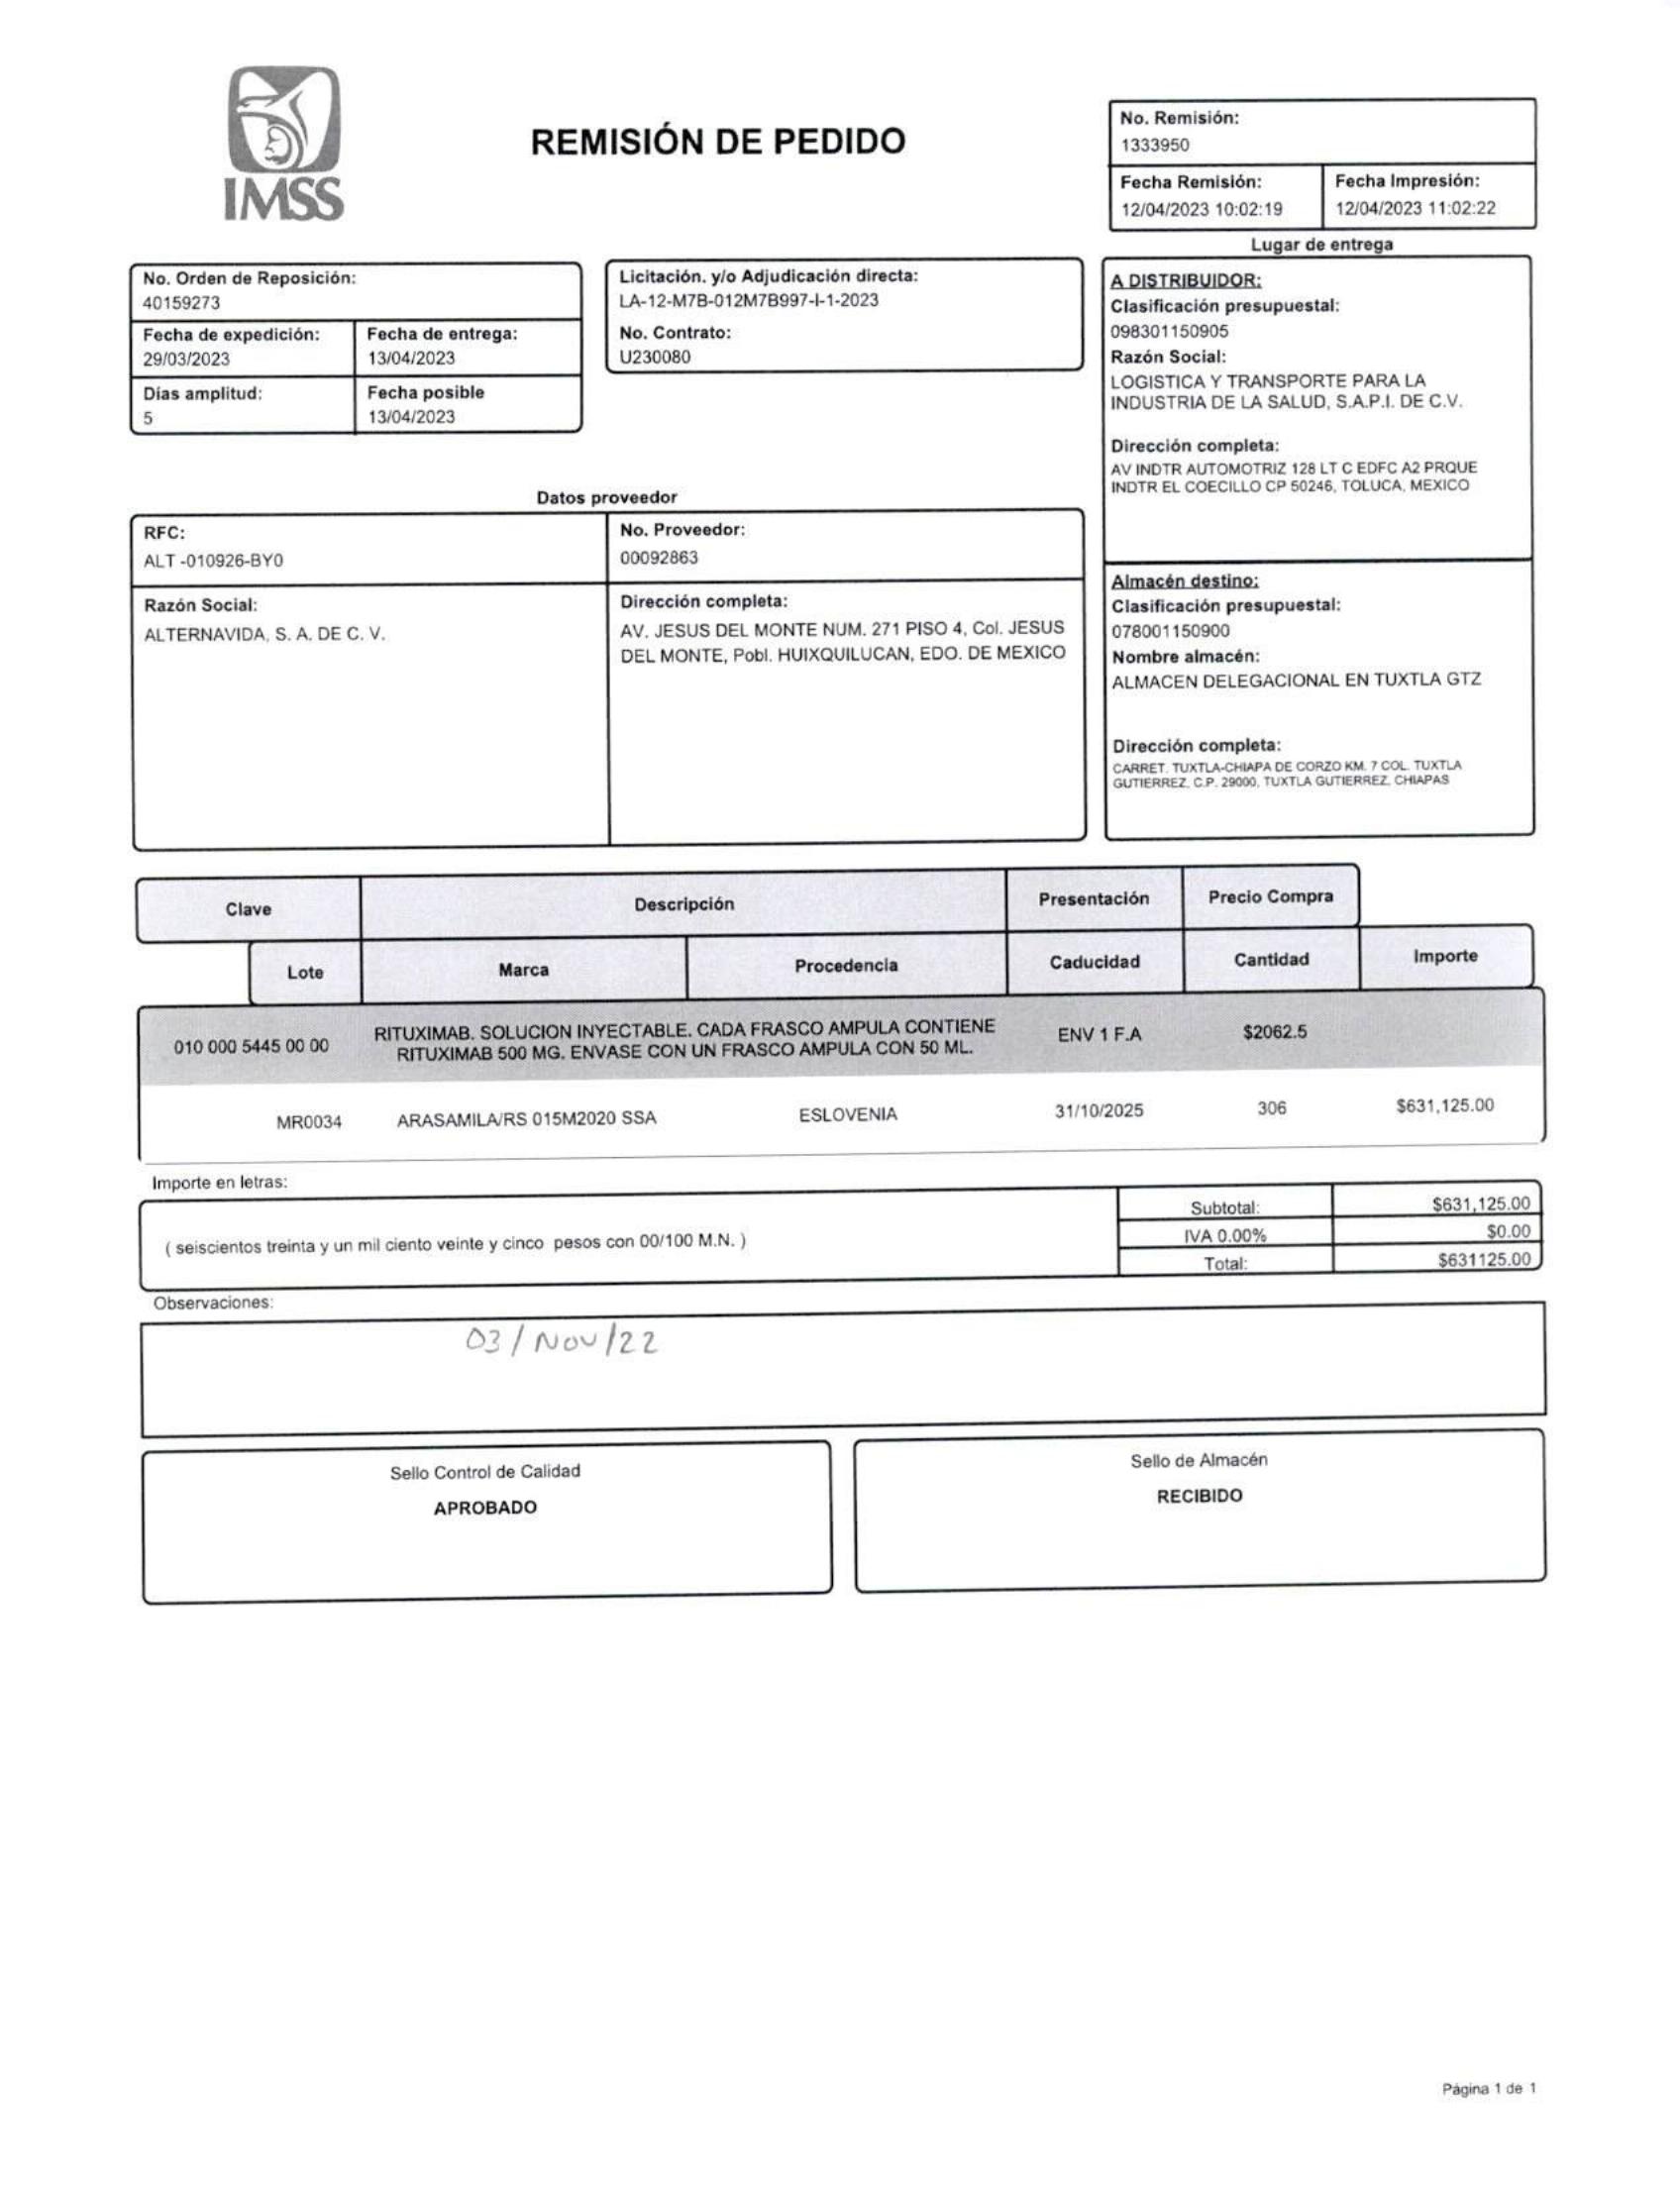 IMSS
REMISIÓN DE PEDIDO
No. Remisión:
1333950
Fecha Remisión:
12/04/2023 10:02:19
Fecha Impresión:
12/04/2023 11:02:22
No. Orden de Reposición:
40159273
Fecha de expedición:
29/03/2023
Fecha de entrega:
13/04/2023
Días amplitud:
5
Fecha posible
13/04/2023
Licitación. y/o Adjudicación directa:
LA-12-M7B-012M7B997-I-1-2023
No. Contrato:
U230080
Lugar de entrega
A DISTRIBUIDOR:
Clasificación presupuestal:
098301150905
Razón Social:
LOGISTICA Y TRANSPORTE PARA LA
INDUSTRIA DE LA SALUD, S.A.P.I. DE C.V.
Dirección completa:
AV INDTR AUTOMOTRIZ 128 LT C EDFC A2 PRQUE
INDTR EL COECILLO CP 50246, TOLUCA, MEXICO
Almacén destino:
Clasificación presupuestal:
078001150900
Nombre almacén:
ALMACEN DELEGACIONAL EN TUXTLA GTZ
Dirección completa:
CARRET. TUXTLA-CHIAPA DE CORZO KM. 7 COL. TUXTLA
GUTIERREZ, C.P. 29000, TUXTLA GUTIERREZ, CHIAPAS
Datos proveedor
RFC:
ALT -010926-BY0
No. Proveedor:
00092863
Razón Social:
ALTERNAVIDA, S. A. DE C. V.
Dirección completa:
AV. JESUS DEL MONTE NUM. 271 PISO 4, Col. JESUS
DEL MONTE, Pobl. HUIXQUILUCAN, EDO. DE MEXICO
Clave Descripción Presentación Precio Compra
Lote Marca Procedencia Caducidad Cantidad Importe
010 000 5445 00 00
RITUXIMAB. SOLUCION INYECTABLE. CADA FRASCO AMPULA CONTIENE
RITUXIMAB 500 MG. ENVASE CON UN FRASCO AMPULA CON 50 ML.
ENV 1 F.A
$2062.5
MR0034 ARASAMILA/RS 015M2020 SSA ESLOVENIA 31/10/2025 306 $631,125.00
Importe en letras:
( seiscientos treinta y un mil ciento veinte y cinco pesos con 00/100 M.N. )
Subtotal: $631,125.00
IVA 0.00% $0.00
Total: $631125.00
Observaciones:
03/NOV/22
Sello Control de Calidad
APROBADO
Sello de Almacén
RECIBIDO
Página 1 de 1